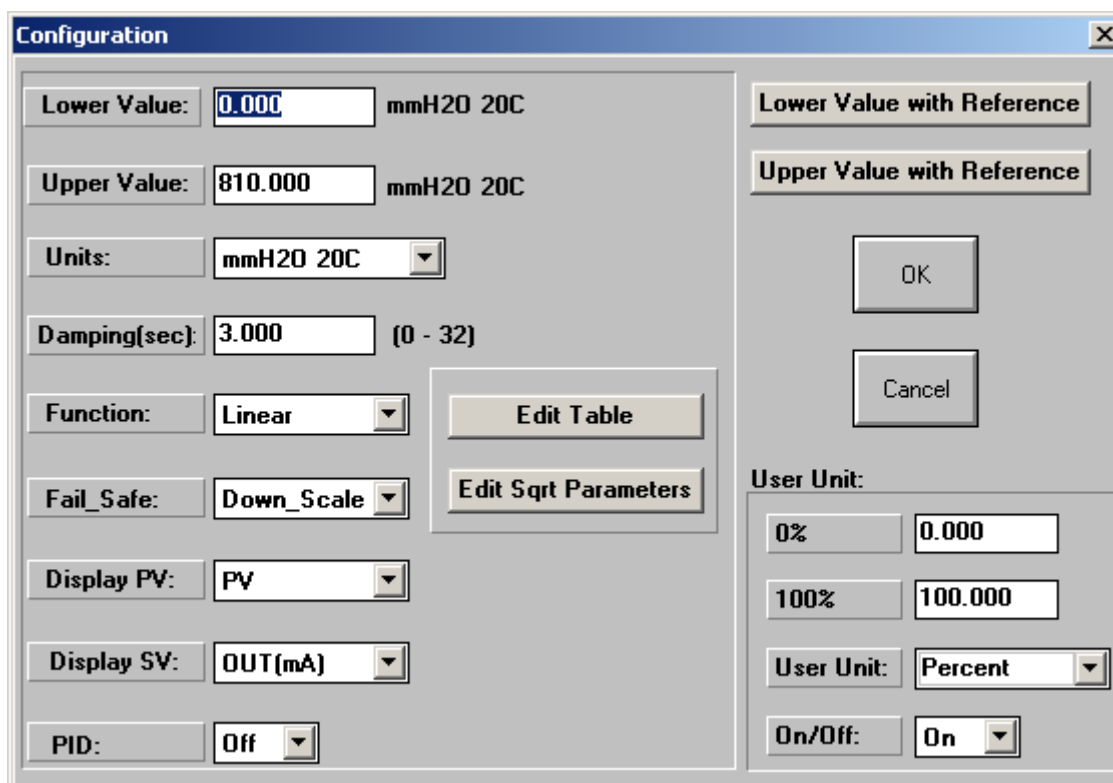 Configuration
Lower Value: 0.000 mmH2O 20C
Upper Value: 810.000 mmH2O 20C
Units: mmH2O 20C
Damping(sec): 3.000 (0 - 32)
Function: Linear
Edit Table
Fail_Safe: Down_Scale
Edit Sqrt Parameters
Display PV: PV
Display SV: OUT(mA)
PID: Off
Lower Value with Reference
Upper Value with Reference
OK
Cancel
User Unit:
0% 0.000
100% 100.000
User Unit: Percent
On/Off: On